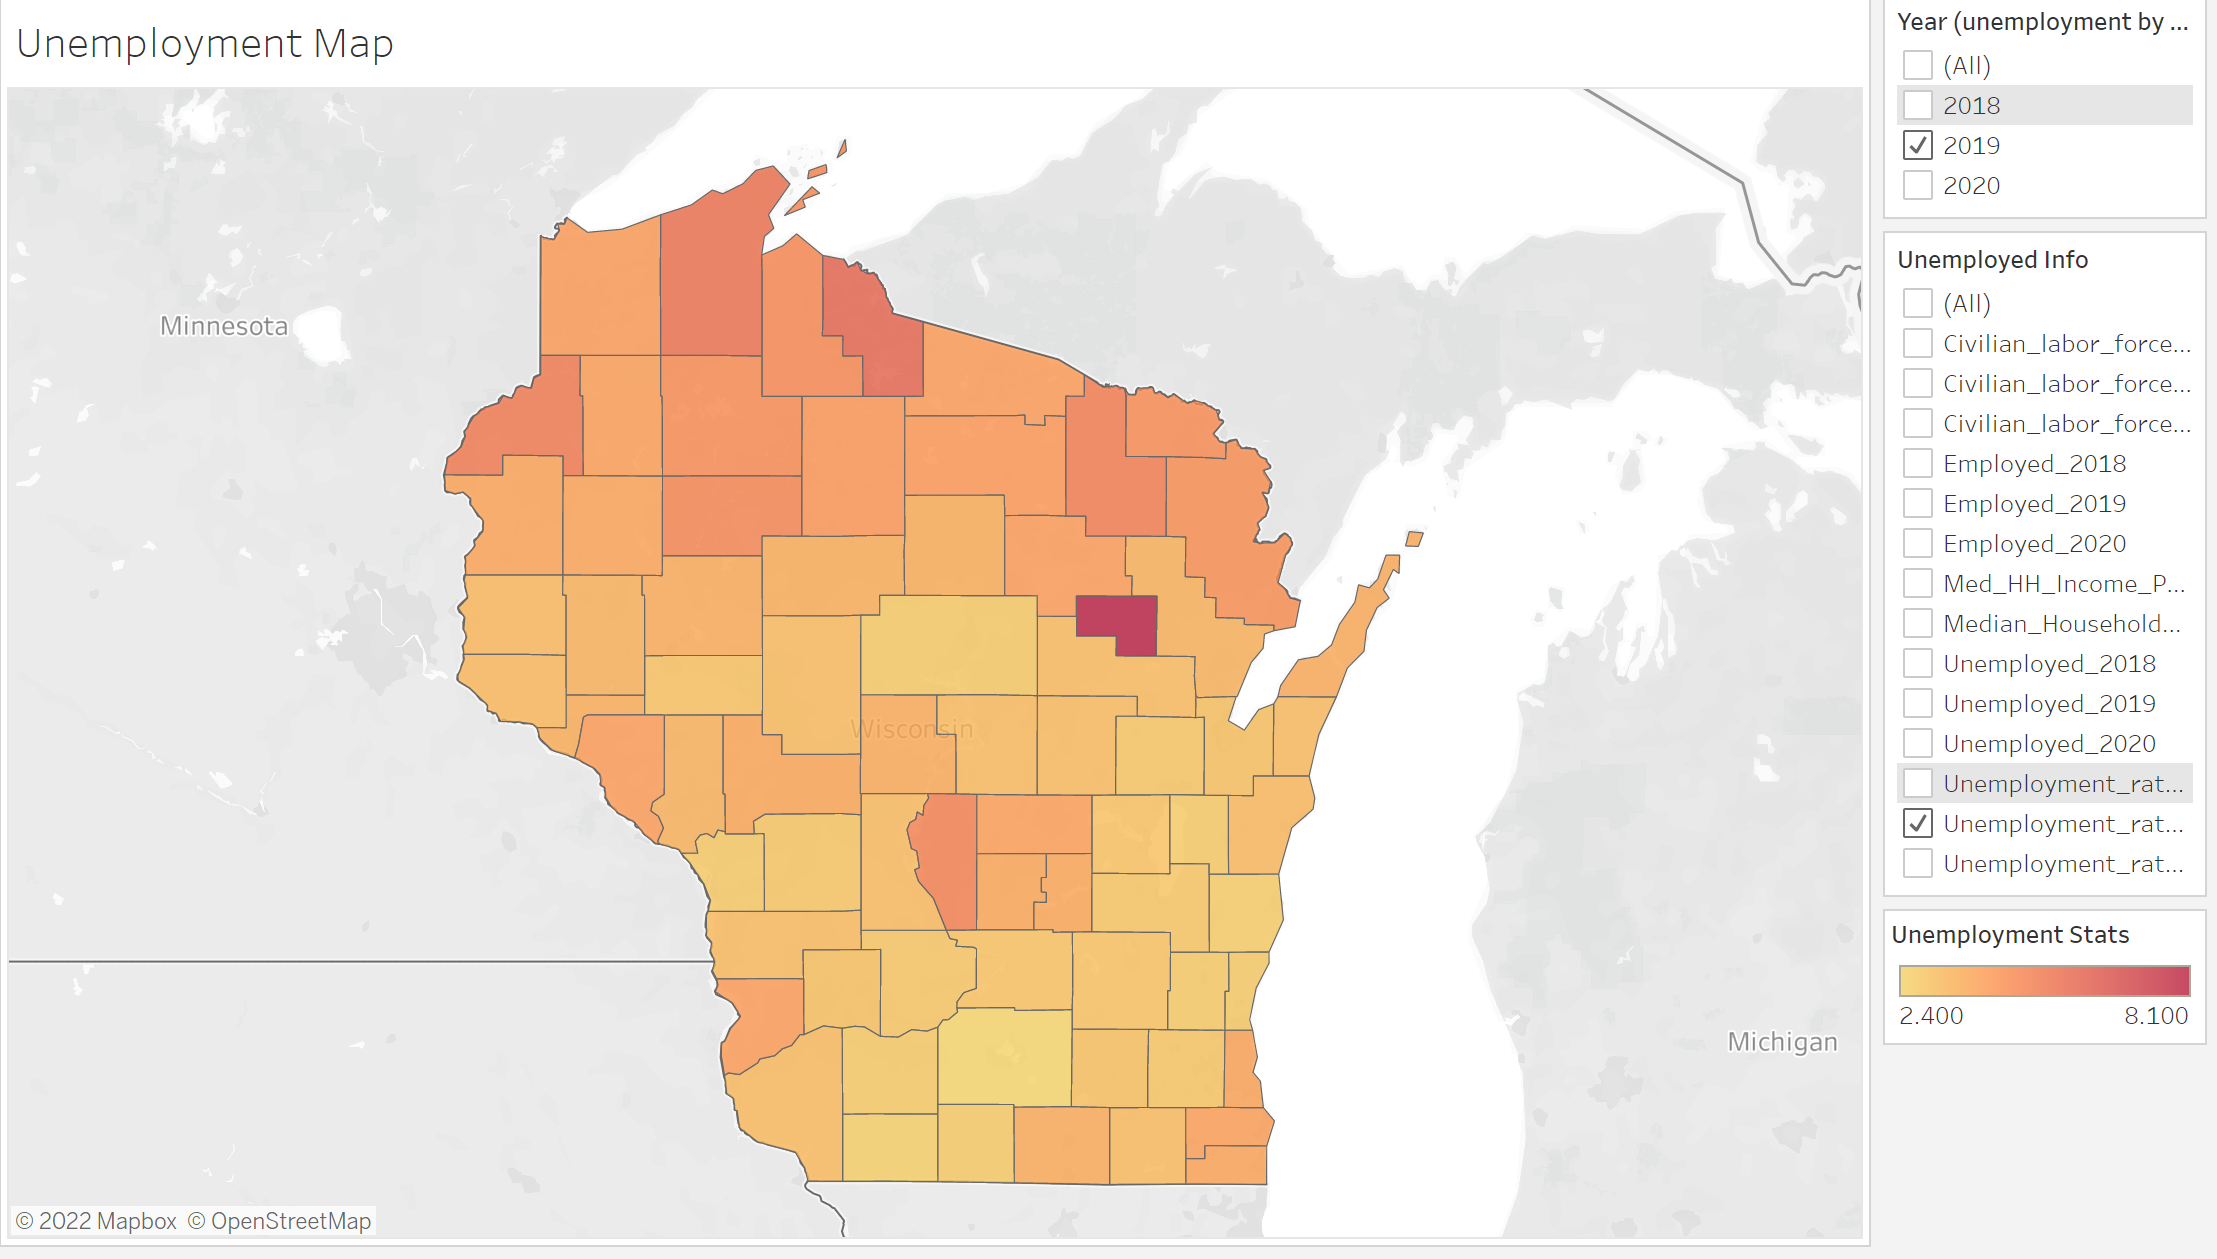 Unemployment Map
Minnesota
Wisconsin
Michigan
© 2022 Mapbox © OpenStreetMap
Year (unemployment by ...
(All)
2018
2019
2020
Unemployed Info
(All)
Civilian_labor_force...
Civilian_labor_force...
Civilian_labor_force...
Employed_2018
Employed_2019
Employed_2020
Med_HH_Income_P...
Median_Household...
Unemployed_2018
Unemployed_2019
Unemployed_2020
Unemployment_rat...
Unemployment_rat...
Unemployment_rat...
Unemployment Stats
2.400 8.100